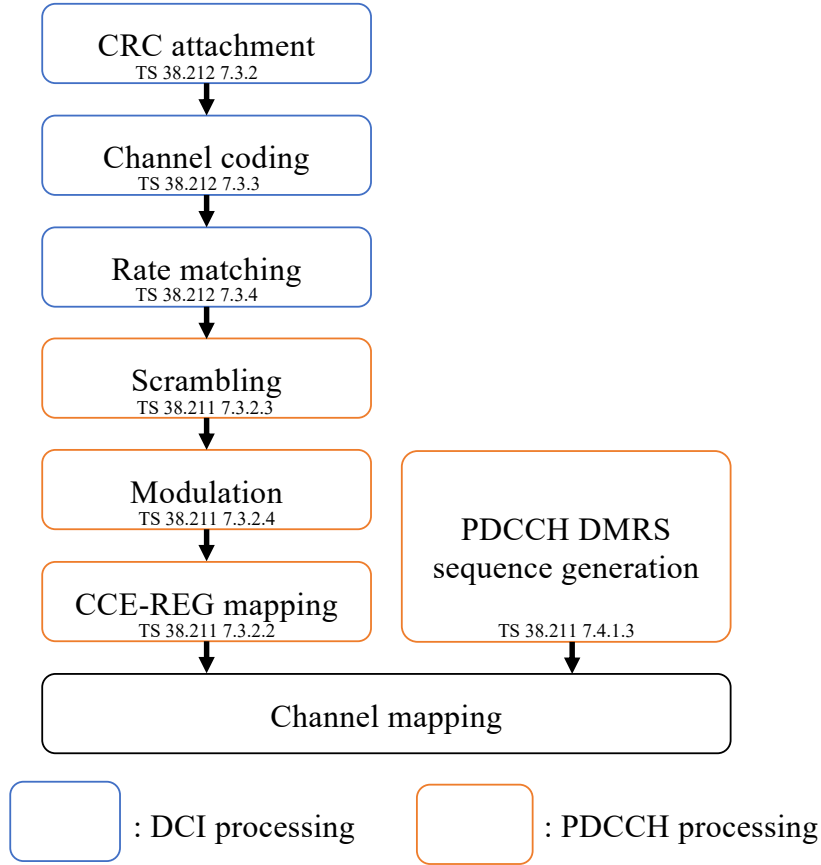 CRC attachment
TS 38.212 7.3.2
Channel coding
TS 38.212 7.3.3
Rate matching
TS 38.212 7.3.4
Scrambling
TS 38.211 7.3.2.3
Modulation
TS 38.211 7.3.2.4
CCE-REG mapping
TS 38.211 7.3.2.2
PDCCH DMRS
sequence generation
TS 38.211 7.4.1.3
Channel mapping
: DCI processing
: PDCCH processing